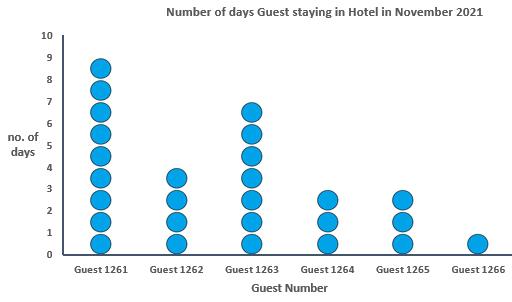 Number of days Guest staying in Hotel in November 2021
10
9
8
7
6
5
4
3
2
1
0
no. of
days
Guest 1261 Guest 1262 Guest 1263 Guest 1264 Guest 1265 Guest 1266
Guest Number